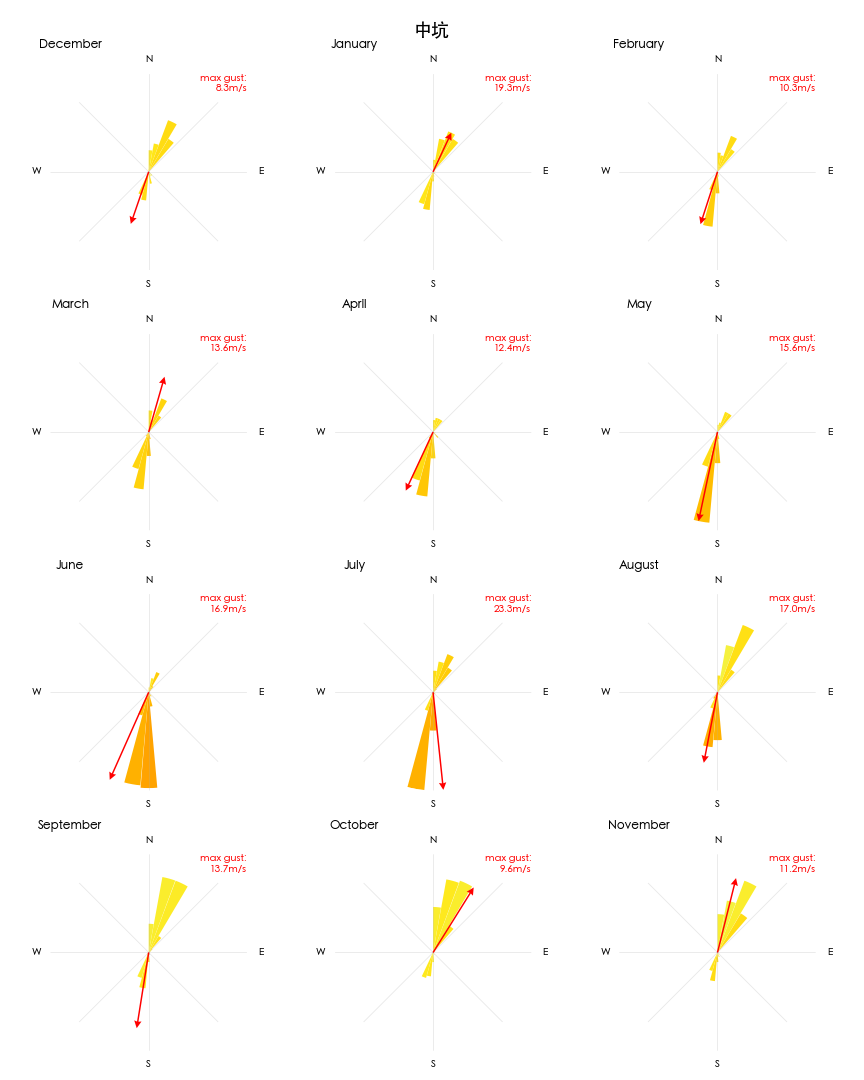 中坑
December
N
max gust:
8.3m/s
W
E
S
January
N
max gust:
19.3m/s
W
E
S
February
N
max gust:
10.3m/s
W
E
S
March
N
max gust:
13.6m/s
W
E
S
April
N
max gust:
12.4m/s
W
E
S
May
N
max gust:
15.6m/s
W
E
S
June
N
max gust:
16.9m/s
W
E
S
July
N
max gust:
23.3m/s
W
E
S
August
N
max gust:
17.0m/s
W
E
S
September
N
max gust:
13.7m/s
W
E
S
October
N
max gust:
9.6m/s
W
E
S
November
N
max gust:
11.2m/s
W
E
S